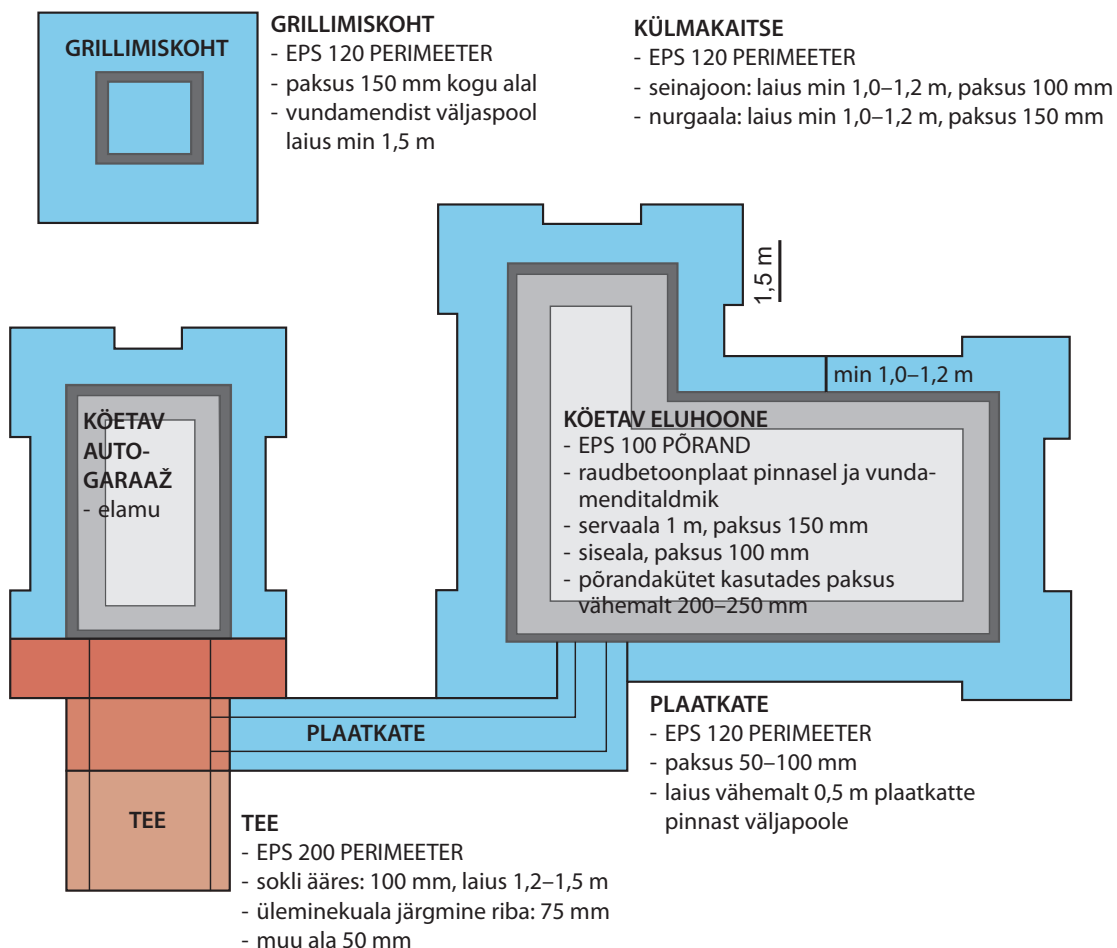 GRILLIMISKOHT
GRILLIMISKOHT
- EPS 120 PERIMEETER
- paksus 150 mm kogu alal
- vundamendist väljaspool
laius min 1,5 m
KÜLMAKAITSE
- EPS 120 PERIMEETER
- seinajoon: laius min 1,0–1,2 m, paksus 100 mm
- nurgaala: laius min 1,0–1,2 m, paksus 150 mm
1,5 m
min 1,0–1,2 m
KÖETAV
AUTO-
GARAAŽ
- elamu
KÖETAV ELUHOONE
- EPS 100 PÕRAND
- raudbetoonplaat pinnasel ja vunda-
menditaldmik
- servaala 1 m, paksus 150 mm
- siseala, paksus 100 mm
- põrandakütet kasutades paksus
vähemalt 200–250 mm
PLAATKATE
PLAATKATE
- EPS 120 PERIMEETER
- paksus 50–100 mm
- laius vähemalt 0,5 m plaatkatte
pinnast väljapoole
TEE
TEE
- EPS 200 PERIMEETER
- sokli ääres: 100 mm, laius 1,2–1,5 m
- üleminekuala järgmine riba: 75 mm
- muu ala 50 mm